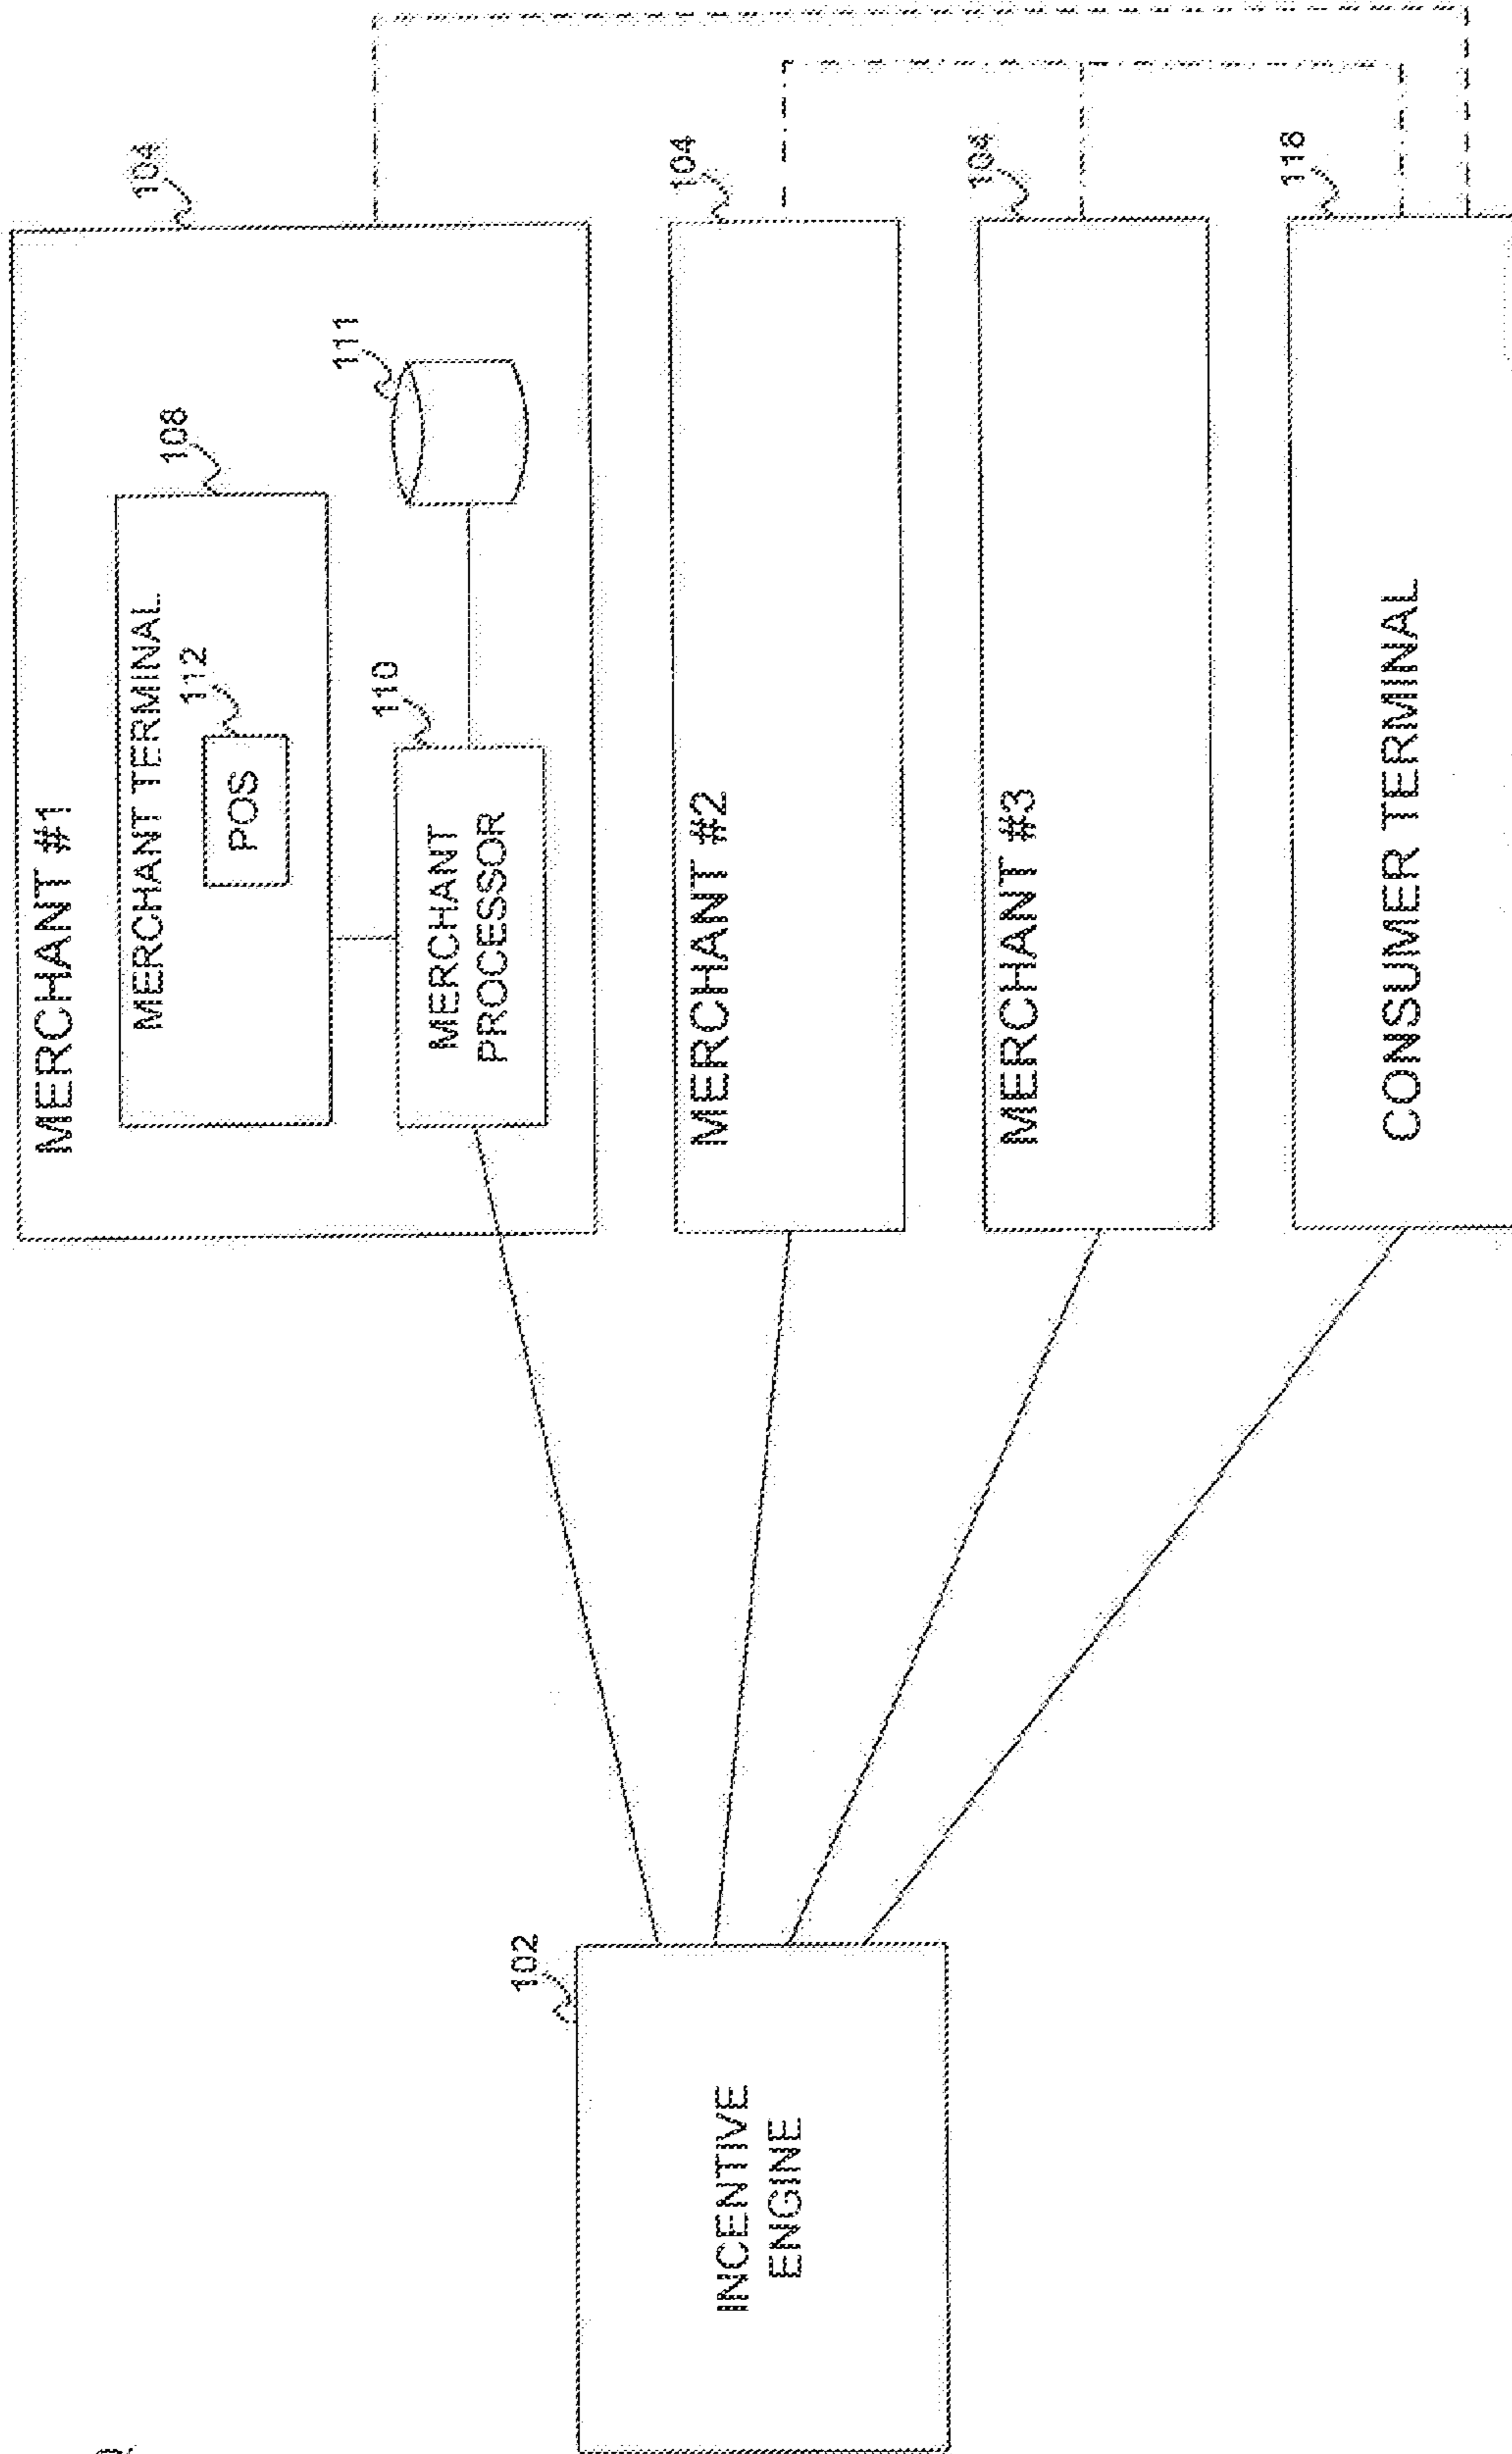 104
MERCHANT #1
108
MERCHANT TERMINAL
112
POS
111
110
MERCHANT
PROCESSOR
102
INCENTIVE
ENGINE
104
MERCHANT #2
104
MERCHANT #3
118
CONSUMER TERMINAL